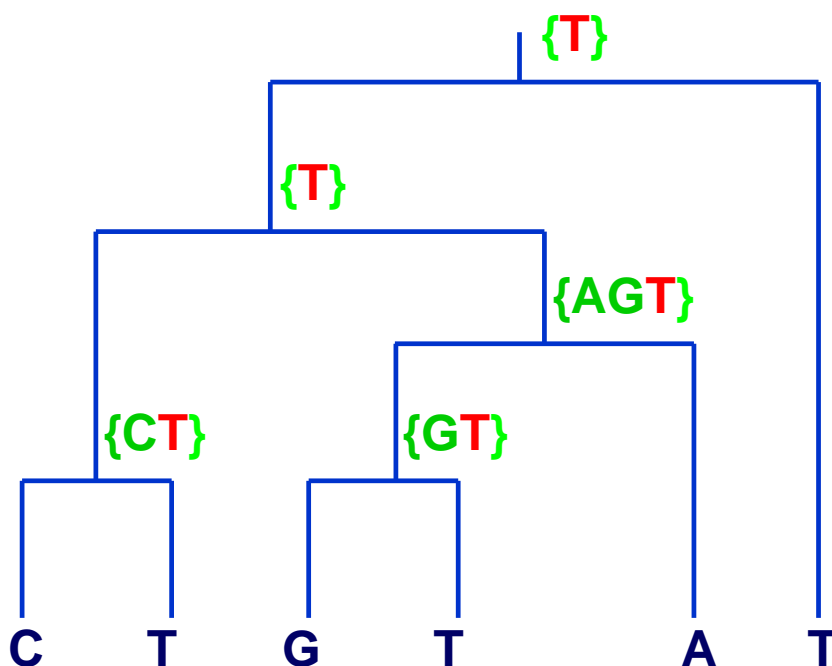 {T}
{T}
{AGT}
{CT} {GT}
C T G T A T